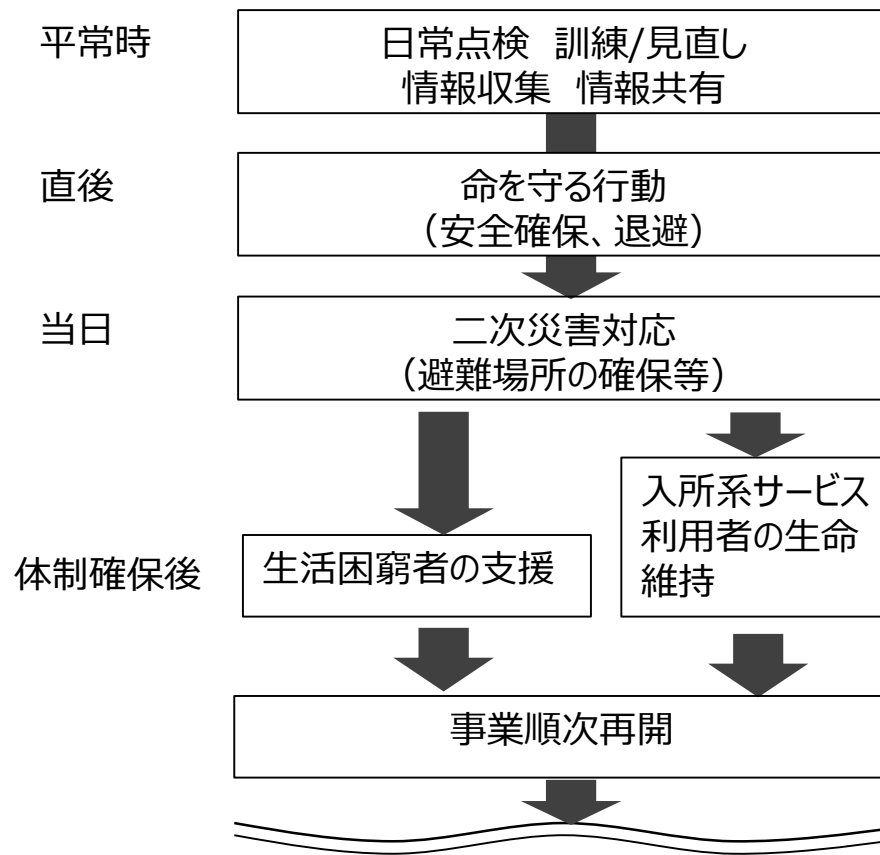 平常時
日常点検 訓練/見直し
情報収集 情報共有
直後
命を守る行動
（安全確保、退避）
当日
二次災害対応
（避難場所の確保等）
入所系サービス
利用者の生命
維持
体制確保後
生活困窮者の支援
事業順次再開